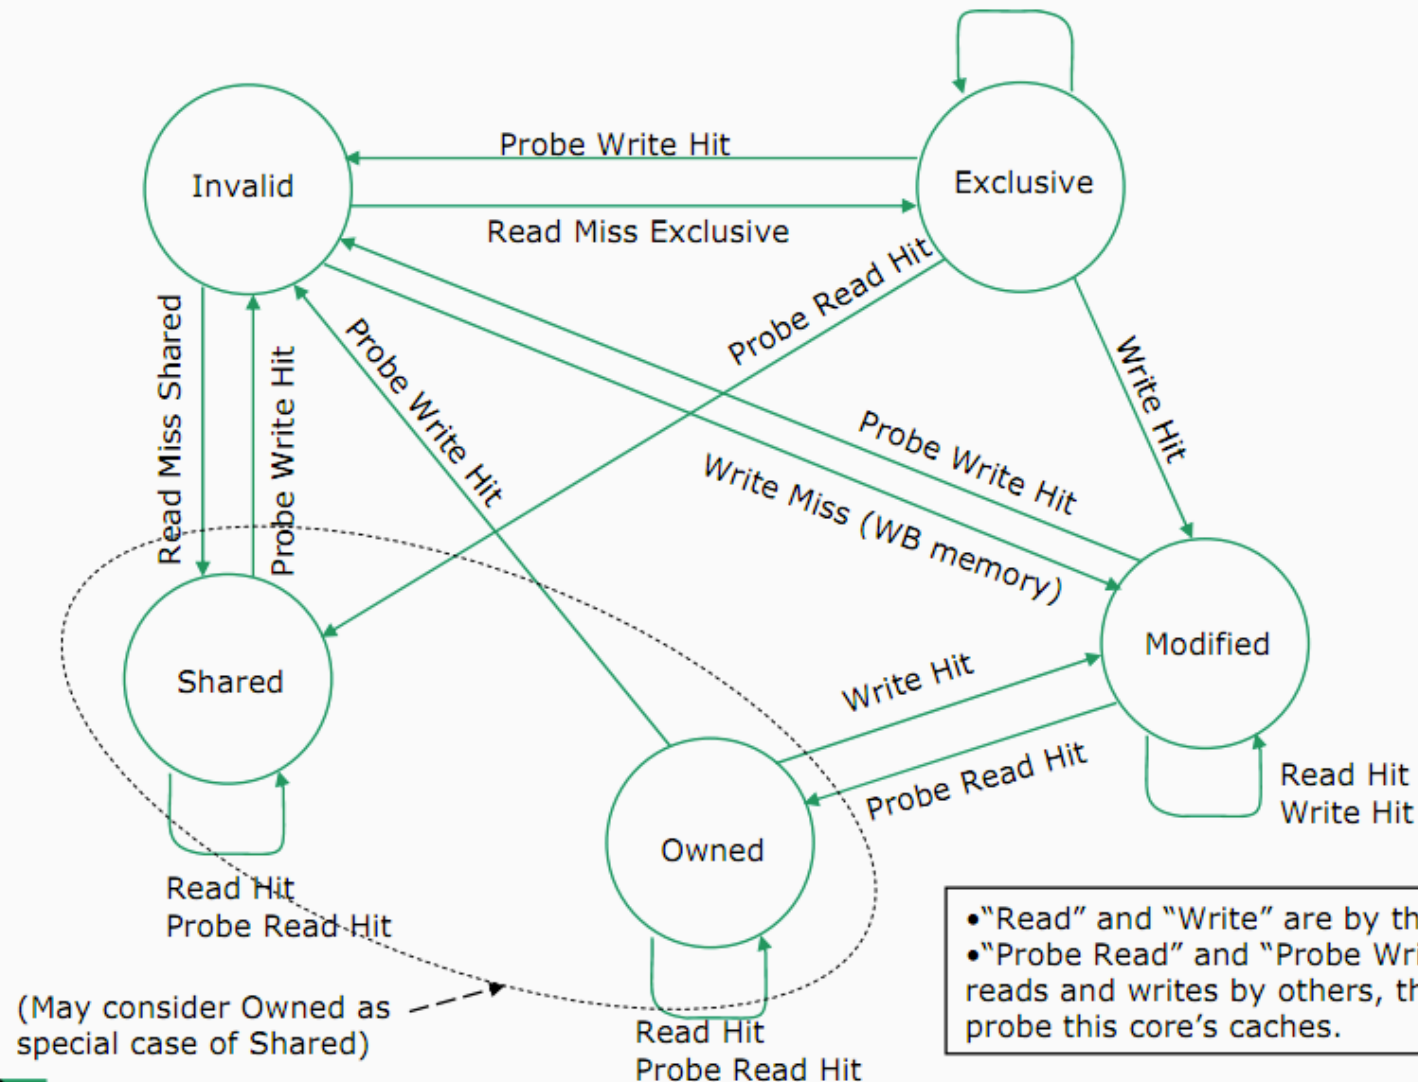 Probe Write Hit
Invalid
Exclusive
Read Miss Exclusive
Probe Read Hit
Read Miss Shared
Probe Write Hit
Probe Write Hit
Write Hit
Probe Write Hit
Write Miss (WB memory)
Shared
Modified
Write Hit
Probe Read Hit
Owned
Read Hit
Write Hit
Read Hit
Probe Read Hit
(May consider Owned as
special case of Shared)
Read Hit
Probe Read Hit
•“Read” and “Write” are by
•“Probe Read” and “Probe
reads and writes by others,
probe this core’s caches.